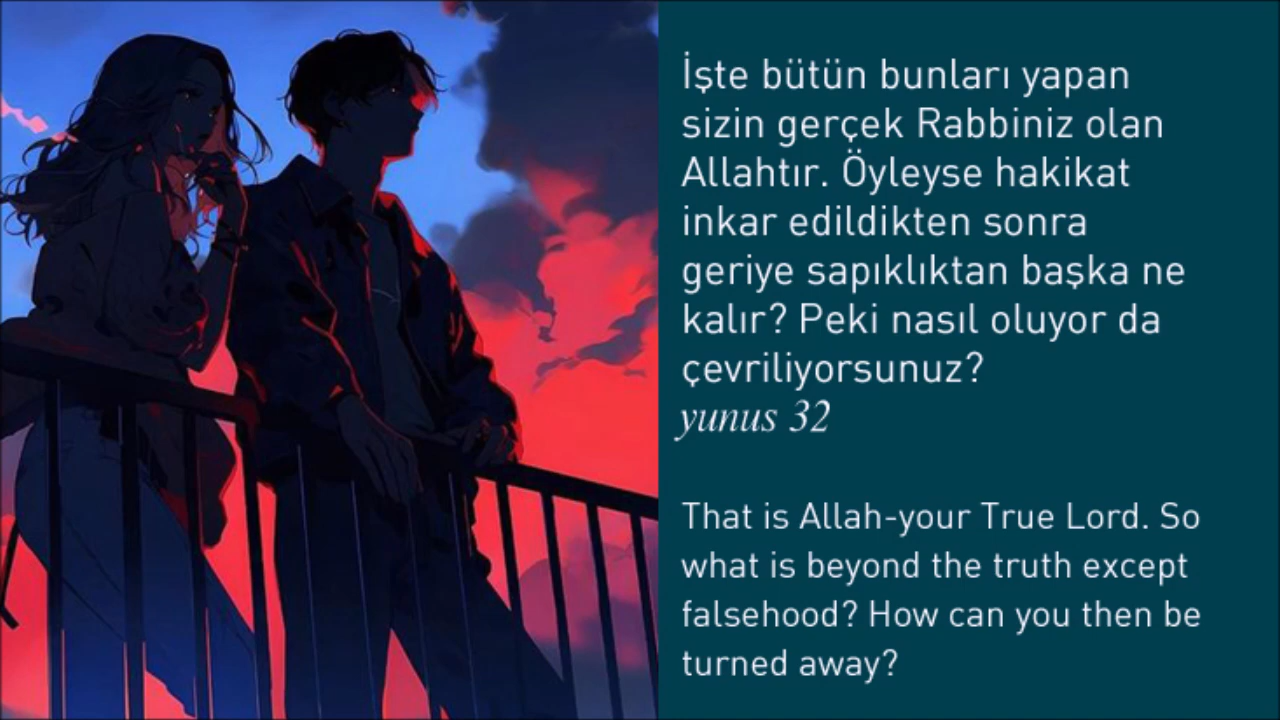 İşte bütün bunları yapan
sizin gerçek Rabbiniz olan
Allahtır. Öyleyse hakikat
inkar edildikten sonra
geriye sapıklıktan başka ne
kalır? Peki nasıl oluyor da
çevriliyorsunuz?
yunus 32
That is Allah-your True Lord. So
what is beyond the truth except
falsehood? How can you then be
turned away?